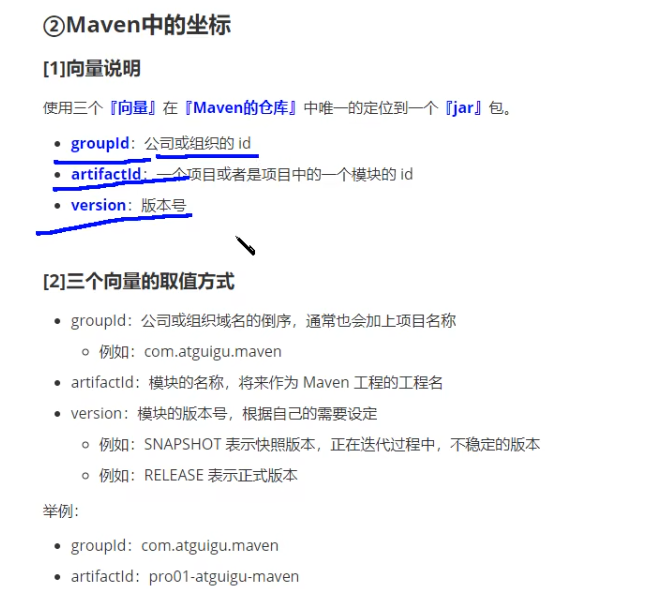 ②Maven中的坐标
[1]向量说明
使用三个『向量』在『Maven的仓库』中唯一的定位到一个『jar』包。
groupId：公司或组织的 id
artifactId：一个项目或者是项目中的一个模块的 id
version：版本号
[2]三个向量的取值方式
groupId：公司或组织域名的倒序，通常也会加上项目名称
例如：com.atguigu.maven
artifactId：模块的名称，将来作为 Maven 工程的工程名
version：模块的版本号，根据自己的需要设定
例如：SNAPSHOT 表示快照版本，正在迭代过程中，不稳定的版本
例如：RELEASE 表示正式版本
举例：
groupId：com.atguigu.maven
artifactId：pro01-atguigu-maven